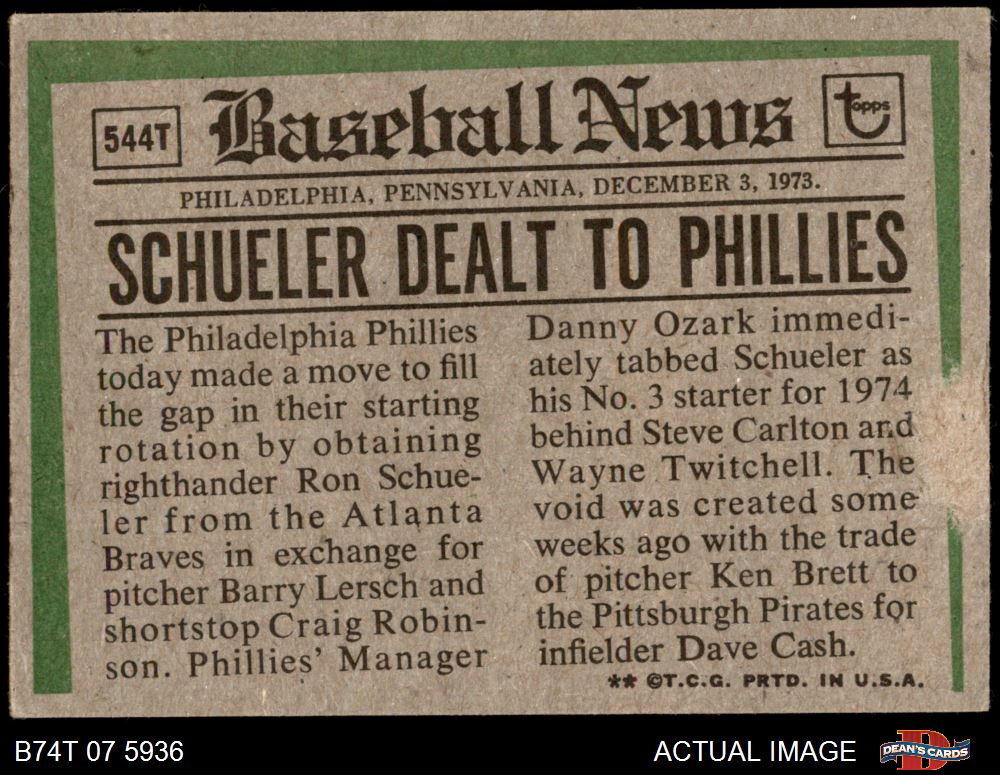 544T
Baseball News
topps
PHILADELPHIA, PENNSYLVANIA, DECEMBER 3, 1973.
SCHUELER DEALT TO PHILLIES
The Philadelphia Phillies
today made a move to fill
the gap in their starting
rotation by obtaining
righthander Ron Schue-
ler from the Atlanta
Braves in exchange for
pitcher Barry Lersch and
shortstop Craig Robin-
son. Phillies' Manager
Danny Ozark immedi-
ately tabbed Schueler as
his No. 3 starter for 1974
behind Steve Carlton and
Wayne Twitchell. The
void was created some
weeks ago with the trade
of pitcher Ken Brett to
the Pittsburgh Pirates for
infielder Dave Cash.
** ©T.C.G. PRTD. IN U.S.A.
B74T 07 5936
ACTUAL IMAGE
DEAN'S CARDS